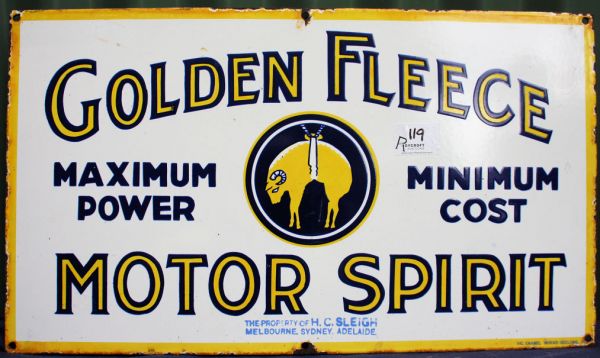 GOLDEN FLEECE
119
MAXIMUM
POWER
MINIMUM
COST
MOTOR SPIRIT
THE PROPERTY OF H. C. SLEIGH
MELBOURNE, SYDNEY, ADELAIDE.